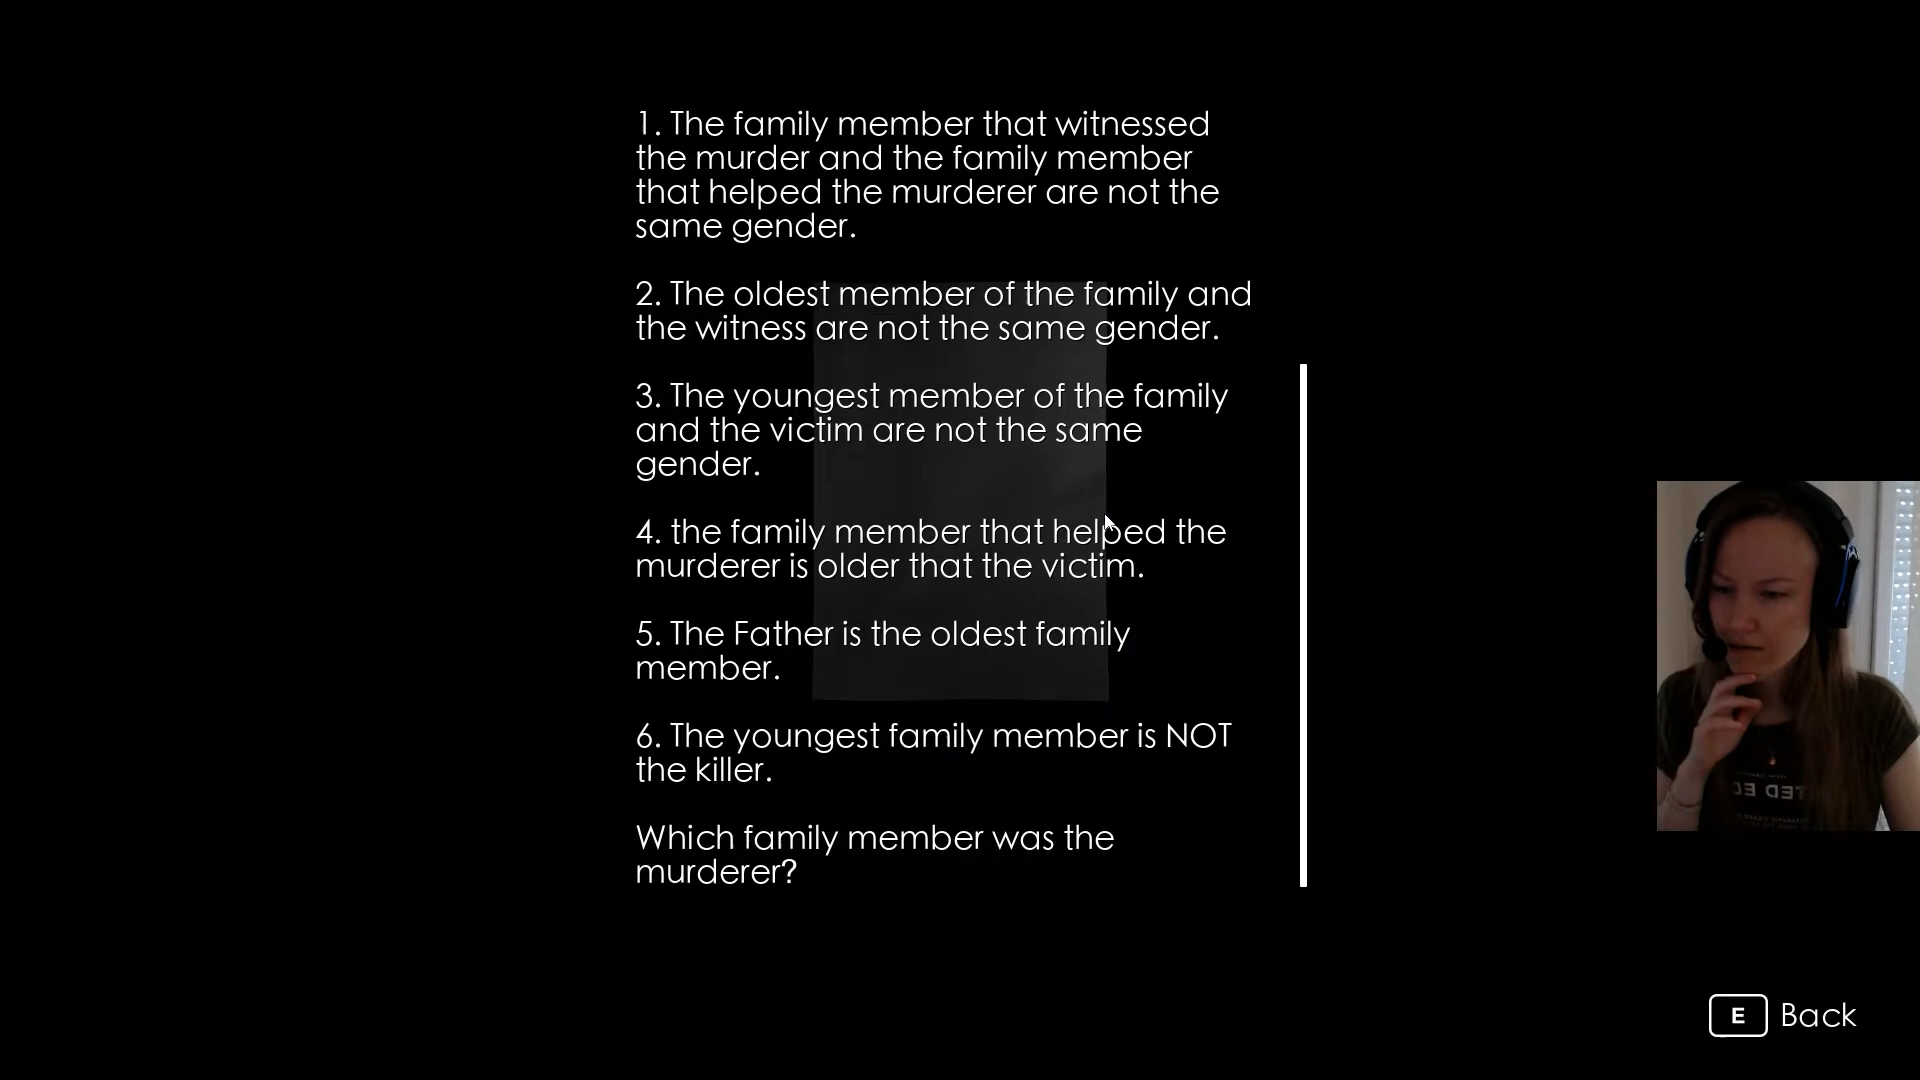 1. The family member that witnessed
the murder and the family member
that helped the murderer are not the
same gender.
2. The oldest member of the family and
the witness are not the same gender.
3. The youngest member of the family
and the victim are not the same
gender.
4. the family member that helped the
murderer is older that the victim.
5. The Father is the oldest family
member.
6. The youngest family member is NOT
the killer.
Which family member was the
murderer?
E Back